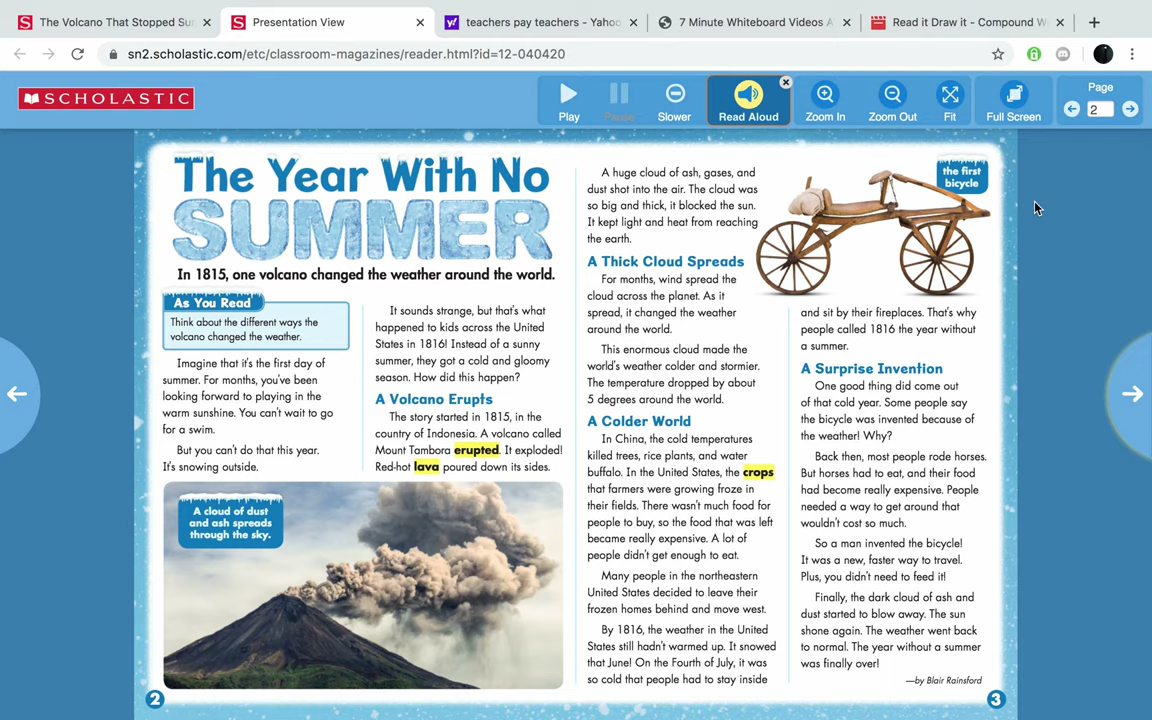 The Volcano That Stopped Su
Presentation View
teachers pay teachers - Yahoo
7 Minute Whiteboard Videos A
Read it Draw it - Compound W
sn2.scholastic.com/etc/classroom-magazines/reader.html?id=12-040420
SCHOLASTIC
Play
Pause
Slower
Read Aloud
Zoom In
Zoom Out
Fit
Full Screen
Page
2
The Year With No
SUMMER
In 1815, one volcano changed the weather around the world.
As You Read
Think about the different ways the
volcano changed the weather.
Imagine that it's the first day of
summer. For months, you've been
looking forward to playing in the
warm sunshine. You can't wait to go
for a swim.
But you can't do that this year.
It's snowing outside.
It sounds strange, but that's what
happened to kids across the United
States in 1816! Instead of a sunny
summer, they got a cold and gloomy
season. How did this happen?
A Volcano Erupts
The story started in 1815, in the
country of Indonesia. A volcano called
Mount Tambora erupted. It exploded!
Red-hot lava poured down its sides.
A cloud of dust
and ash spreads
through the sky.
2
A huge cloud of ash, gases, and
dust shot into the air. The cloud was
so big and thick, it blocked the sun.
It kept light and heat from reaching
the earth.
A Thick Cloud Spreads
For months, wind spread the
cloud across the planet. As it
spread, it changed the weather
around the world.
This enormous cloud made the
world's weather colder and stormier.
The temperature dropped by about
5 degrees around the world.
A Colder World
In China, the cold temperatures
killed trees, rice plants, and water
buffalo. In the United States, the crops
that farmers were growing froze in
their fields. There wasn't much food for
people to buy, so the food that was left
became really expensive. A lot of
people didn't get enough to eat.
Many people in the northeastern
United States decided to leave their
frozen homes behind and move west.
By 1816, the weather in the United
States still hadn't warmed up. It snowed
that June! On the Fourth of July, it was
so cold that people had to stay inside
the first
bicycle
and sit by their fireplaces. That's why
people called 1816 the year without
a summer.
A Surprise Invention
One good thing did come out
of that cold year. Some people say
the bicycle was invented because of
the weather! Why?
Back then, most people rode horses.
But horses had to eat, and their food
had become really expensive. People
needed a way to get around that
wouldn't cost so much.
So a man invented the bicycle!
It was a new, faster way to travel.
Plus, you didn't need to feed it!
Finally, the dark cloud of ash and
dust started to blow away. The sun
shone again. The weather went back
to normal. The year without a summer
was finally over!
—by Blair Rainsford
3